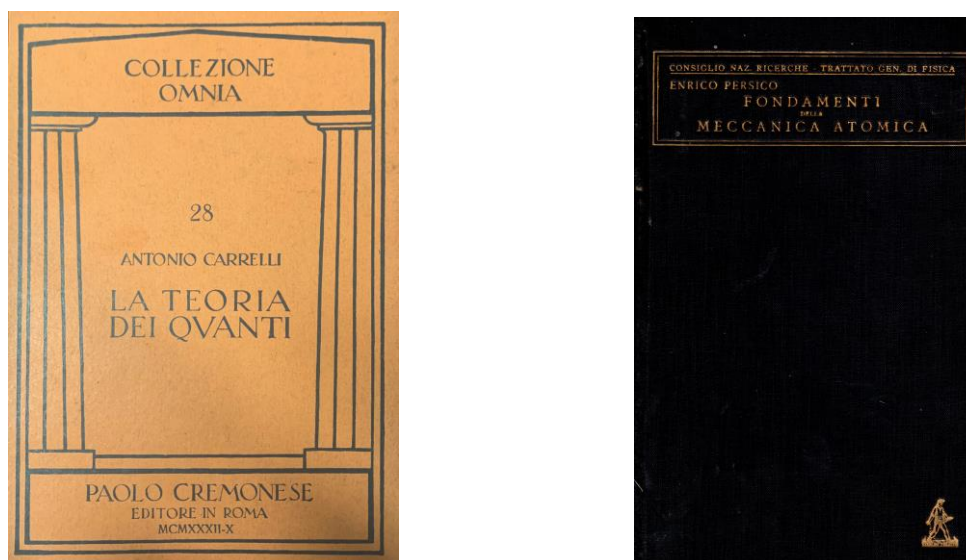 COLLEZIONE
OMNIA
28
ANTONIO CARRELLI
LA TEORIA
DEI QVANTI
PAOLO CREMONESE
EDITORE IN ROMA
MCMXXXII-X
CONSIGLIO NAZ. RICERCHE - TRATTATO GEN. DI FISICA
ENRICO PERSICO
FONDAMENTI
DELLA
MECCANICA ATOMICA